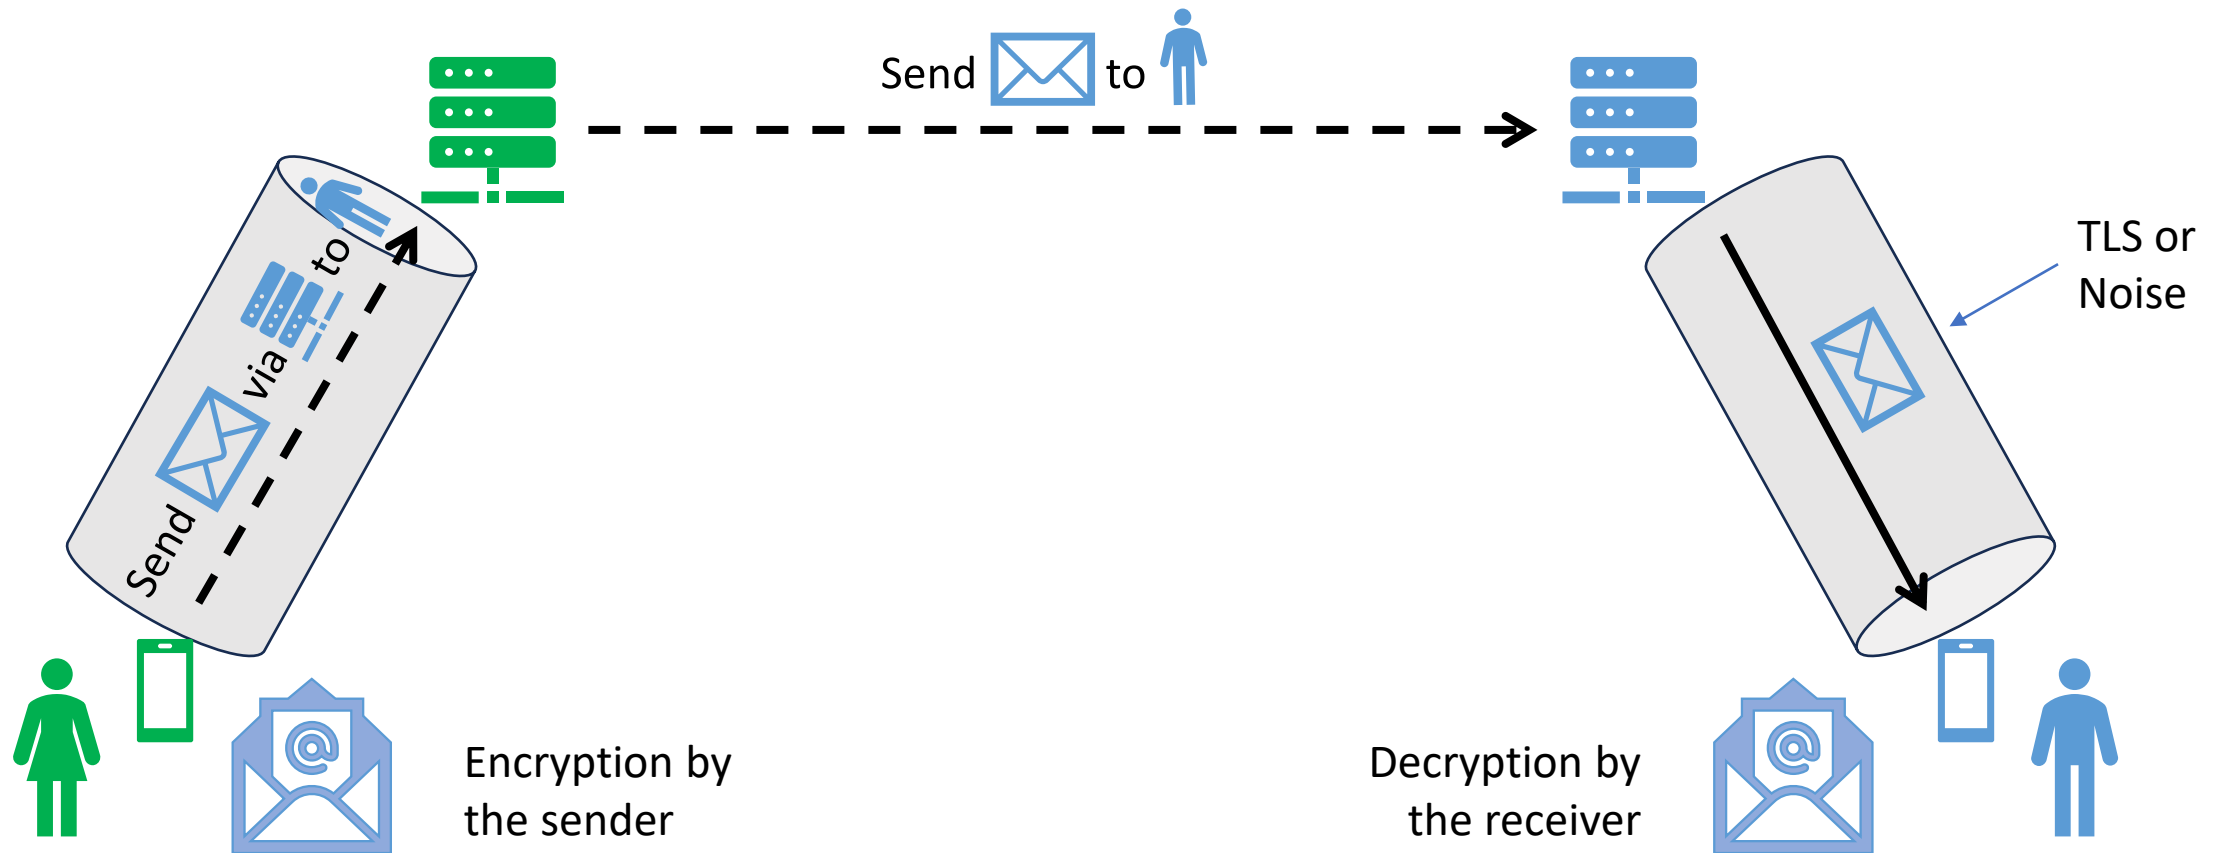 Send to
Send via to
TLS or
Noise
Encryption by
the sender
Decryption by
the receiver